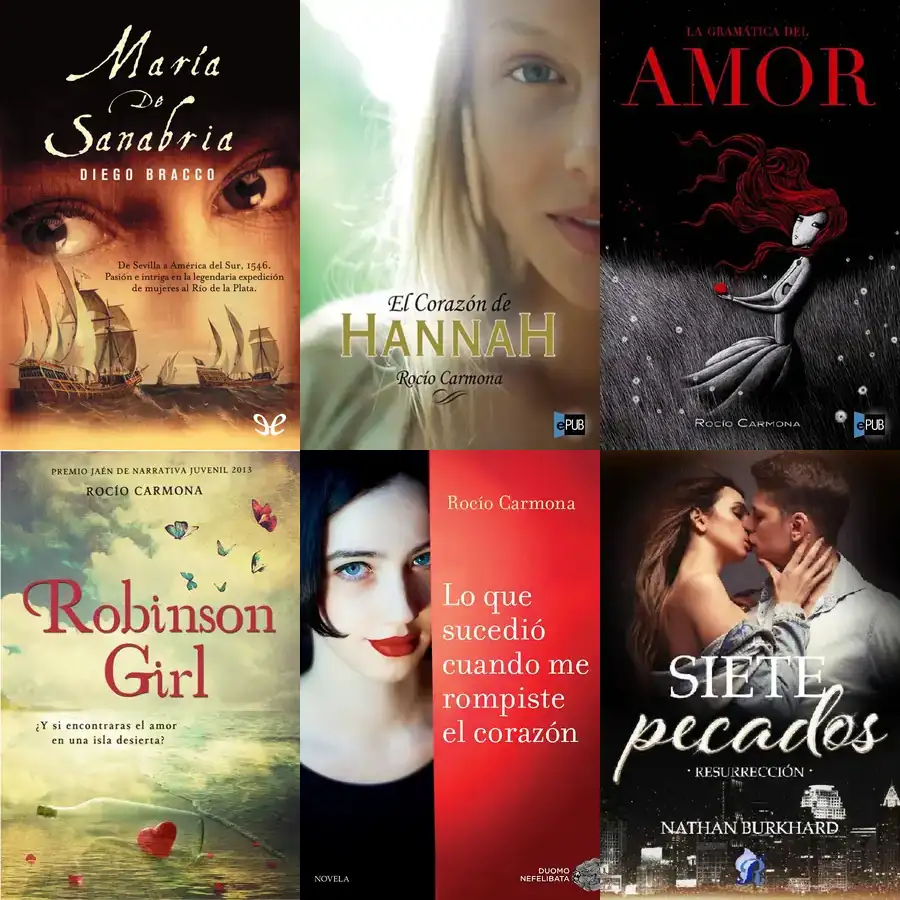 María
De
Sanabria
DIEGO BRACCO
De Sevilla a América del Sur, 1546.
Pasión e intriga en la legendaria expedición
de mujeres al Río de la Plata.
El Corazón de
HANNAH
Rocío Carmona
ePUB
LA GRAMÁTICA DEL
AMOR
ROCÍO CARMONA
ePUB
PREMIO JAÉN DE NARRATIVA JUVENIL 2013
ROCÍO CARMONA
Robinson
Girl
¿Y si encontraras el amor
en una isla desierta?
Rocío Carmona
Lo que
sucedió
cuando me
rompiste
el corazón
NOVELA
DUOMO
NEFELIBATA
SIETE
pecados
· RESURRECCIÓN ·
NATHAN BURKHARD